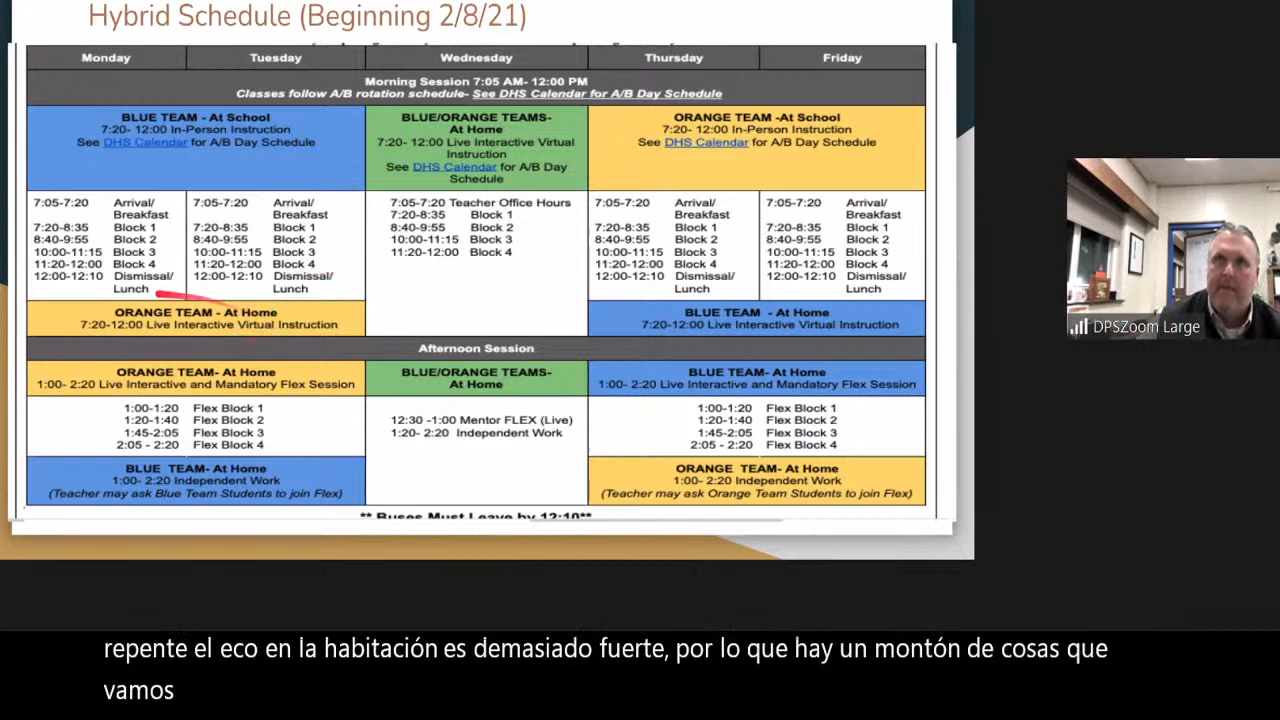 Hybrid Schedule (Beginning 2/8/21)
Monday Tuesday Wednesday Thursday Friday
Morning Session 7:05 AM- 12:00 PM
Classes follow A/B rotation schedule- See DHS Calendar for A/B Day Schedule
BLUE TEAM - At School
7:20- 12:00 In-Person Instruction
See DHS Calendar for A/B Day Schedule
BLUE/ORANGE TEAMS-
At Home
7:20- 12:00 Live Interactive Virtual
Instruction
See DHS Calendar for A/B Day
Schedule
ORANGE TEAM -At School
7:20- 12:00 In-Person Instruction
See DHS Calendar for A/B Day Schedule
7:05-7:20 Arrival/
Breakfast
7:20-8:35 Block 1
8:40-9:55 Block 2
10:00-11:15 Block 3
11:20-12:00 Block 4
12:00-12:10 Dismissal/
Lunch
7:05-7:20 Arrival/
Breakfast
7:20-8:35 Block 1
8:40-9:55 Block 2
10:00-11:15 Block 3
11:20-12:00 Block 4
12:00-12:10 Dismissal/
Lunch
7:05-7:20 Teacher Office Hours
7:20-8:35 Block 1
8:40-9:55 Block 2
10:00-11:15 Block 3
11:20-12:00 Block 4
7:05-7:20 Arrival/
Breakfast
7:20-8:35 Block 1
8:40-9:55 Block 2
10:00-11:15 Block 3
11:20-12:00 Block 4
12:00-12:10 Dismissal/
Lunch
7:05-7:20 Arrival/
Breakfast
7:20-8:35 Block 1
8:40-9:55 Block 2
10:00-11:15 Block 3
11:20-12:00 Block 4
12:00-12:10 Dismissal/
Lunch
ORANGE TEAM - At Home
7:20-12:00 Live Interactive Virtual Instruction
BLUE TEAM - At Home
7:20-12:00 Live Interactive Virtual Instruction
Afternoon Session
ORANGE TEAM- At Home
1:00- 2:20 Live Interactive and Mandatory Flex Session
BLUE/ORANGE TEAMS-
At Home
BLUE TEAM- At Home
1:00- 2:20 Live Interactive and Mandatory Flex Session
1:00-1:20 Flex Block 1
1:20-1:40 Flex Block 2
1:45-2:05 Flex Block 3
2:05 - 2:20 Flex Block 4
12:30 -1:00 Mentor FLEX (Live)
1:20- 2:20 Independent Work
1:00-1:20 Flex Block 1
1:20-1:40 Flex Block 2
1:45-2:05 Flex Block 3
2:05 - 2:20 Flex Block 4
BLUE TEAM- At Home
1:00- 2:20 Independent Work
(Teacher may ask Blue Team Students to join Flex)
ORANGE TEAM- At Home
1:00- 2:20 Independent Work
(Teacher may ask Orange Team Students to join Flex)
** Buses Must Leave by 12:10**
DPSZoom Large
repente el eco en la habitación es demasiado fuerte, por lo que hay un montón de cosas que
vamos